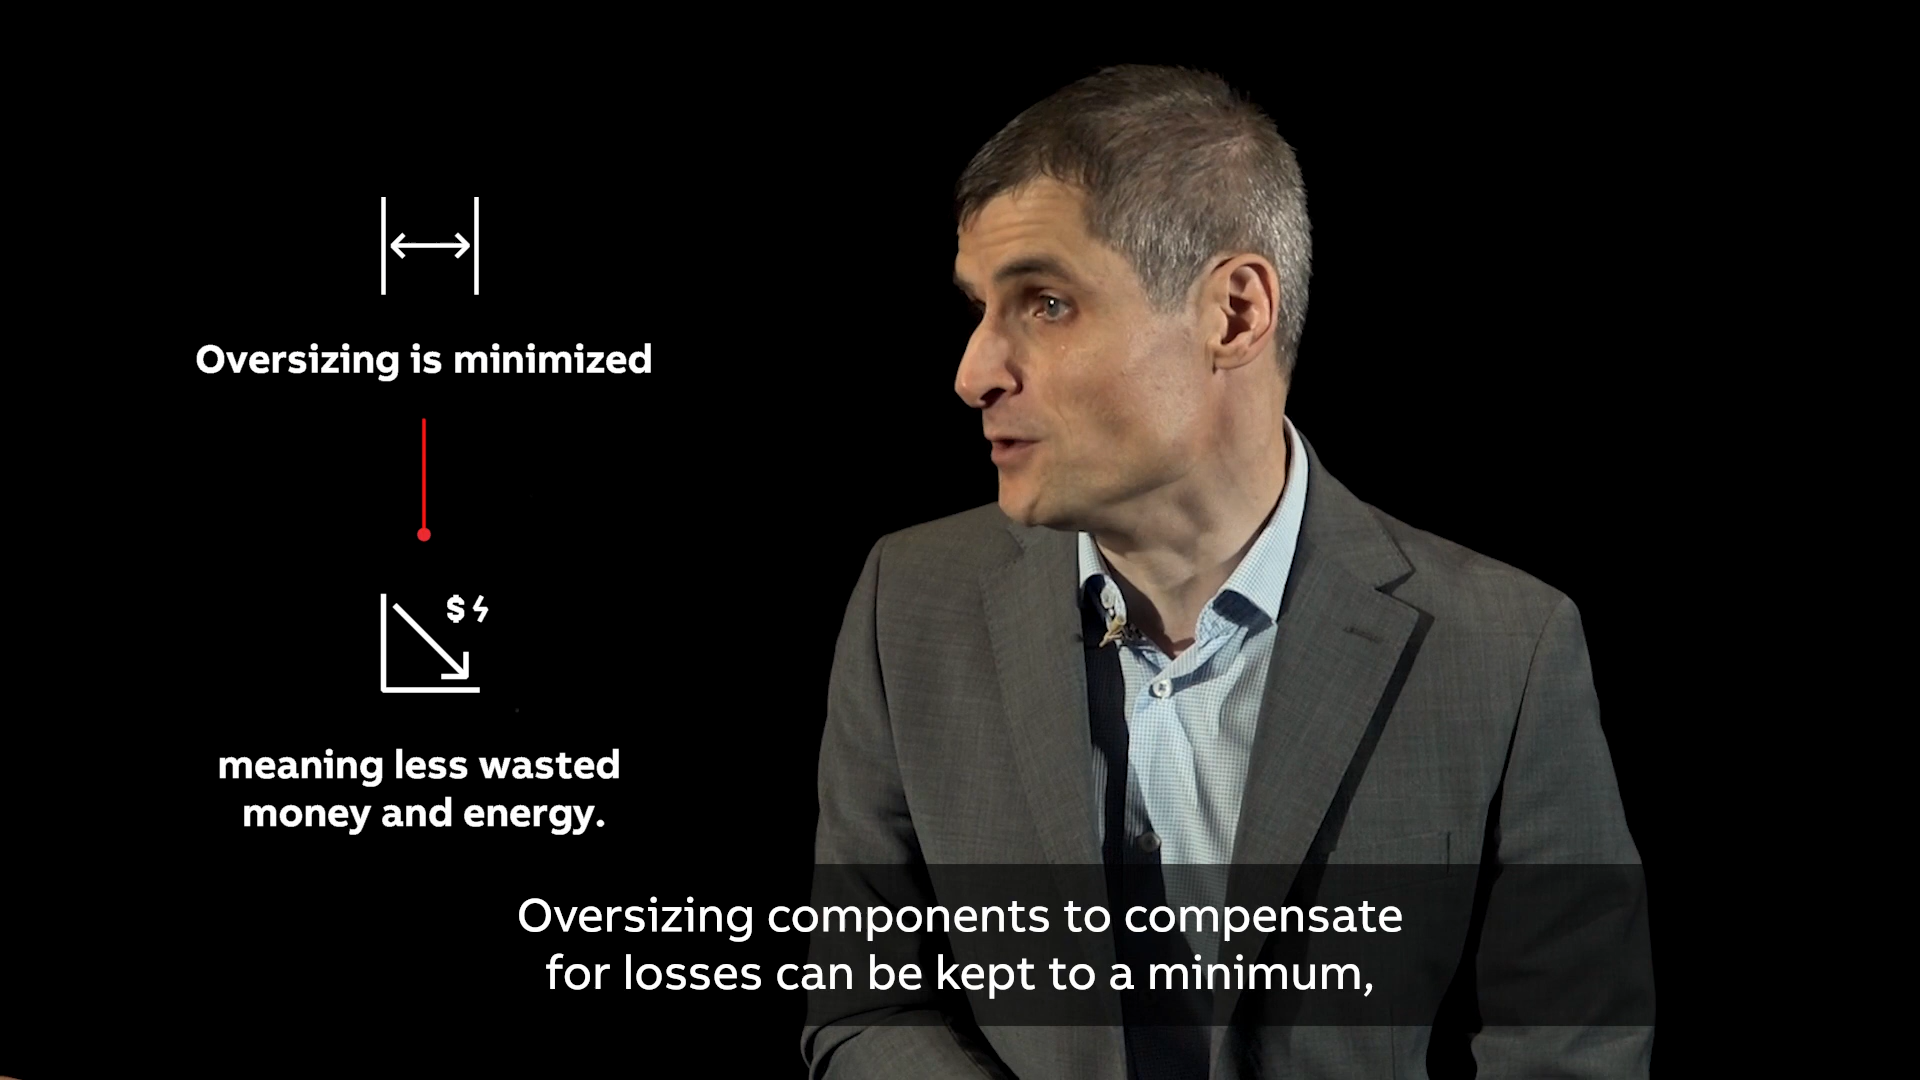 Oversizing is minimized
$
meaning less wasted
money and energy.
Oversizing components to compensate
for losses can be kept to a minimum,